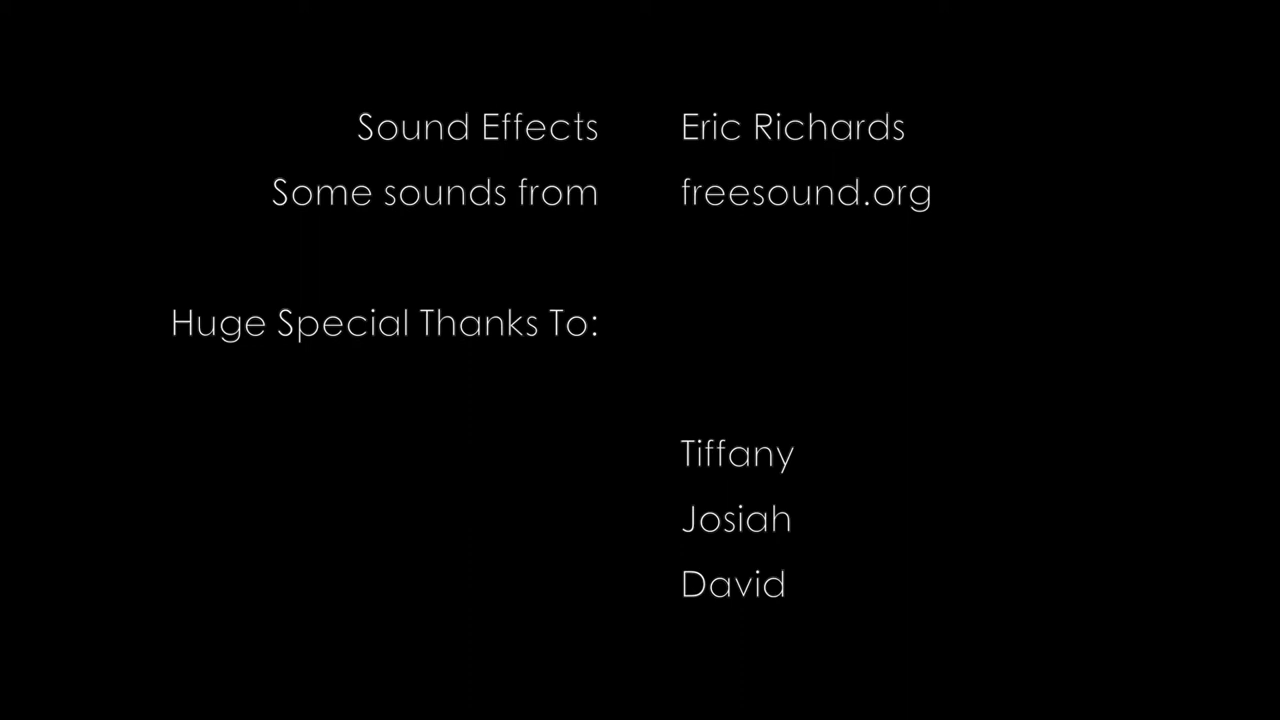 Sound Effects Eric Richards
Some sounds from freesound.org
Huge Special Thanks To:
Tiffany
Josiah
David